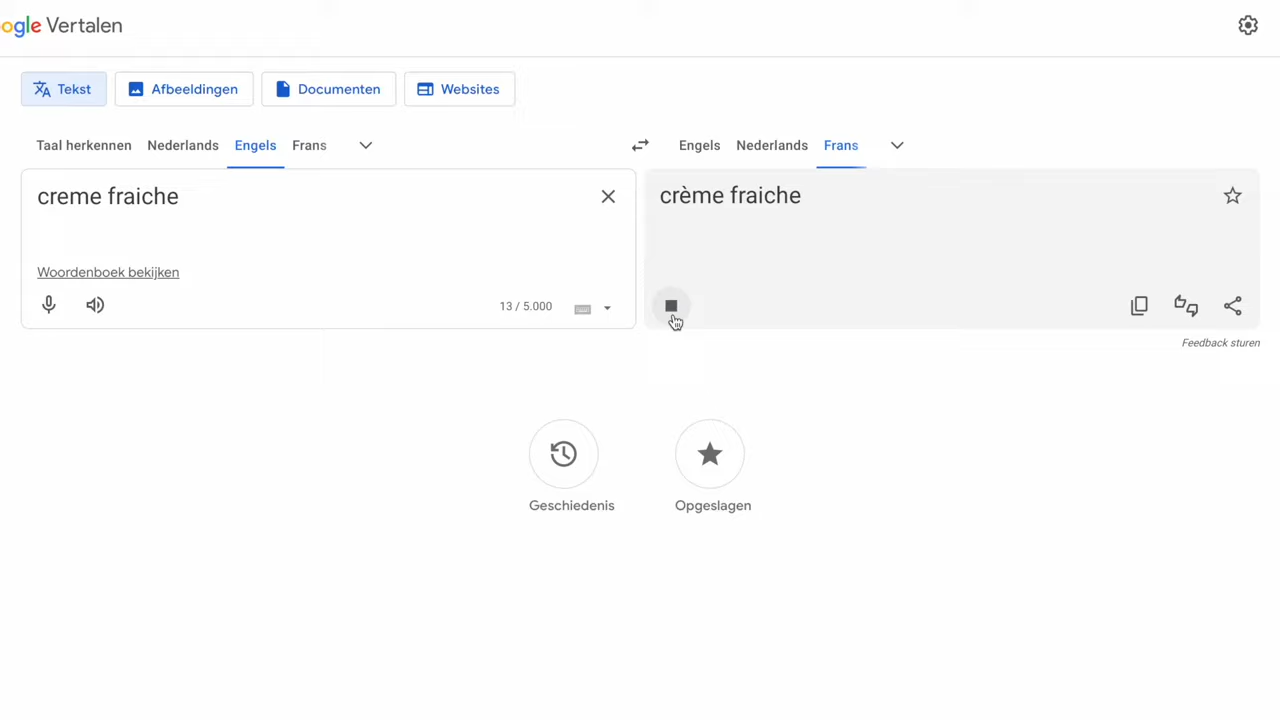 ogle Vertalen
Tekst
Afbeeldingen
Documenten
Websites
Taal herkennen
Nederlands
Engels
Frans
Engels
Nederlands
Frans
creme fraiche
crème fraiche
Woordenboek bekijken
13 / 5.000
Feedback sturen
Geschiedenis
Opgeslagen